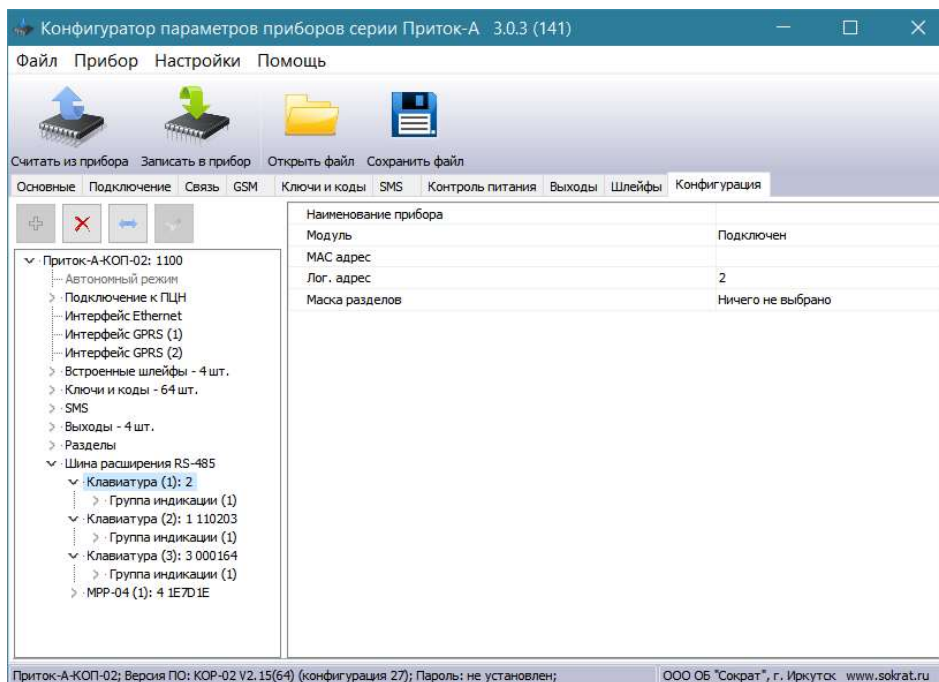 Конфигуратор параметров приборов серии Приток-А 3.0.3 (141)
Файл Прибор Настройки Помощь
Считать из прибора Записать в прибор Открыть файл Сохранить файл
Основные Подключение Связь GSM Ключи и коды SMS Контроль питания Выходы Шлейфы Конфигурация
Наименование прибора
Модуль Подключен
MAC адрес
Лог. адрес 2
Маска разделов Ничего не выбрано
Приток-А-КОП-02: 1100
Автономный режим
Подключение к ПЦН
Интерфейс Ethernet
Интерфейс GPRS (1)
Интерфейс GPRS (2)
Встроенные шлейфы - 4 шт.
Ключи и коды - 64 шт.
SMS
Выходы - 4 шт.
Разделы
Шина расширения RS-485
Клавиатура (1): 2
Группа индикации (1)
Клавиатура (2): 1 110203
Группа индикации (1)
Клавиатура (3): 3 000164
Группа индикации (1)
МРР-04 (1): 4 1E7D1E
Приток-А-КОП-02; Версия ПО: КОР-02 V2.15(64) (конфигурация 27); Пароль: не установлен; ООО ОБ "Сократ", г. Иркутск www.sokrat.ru